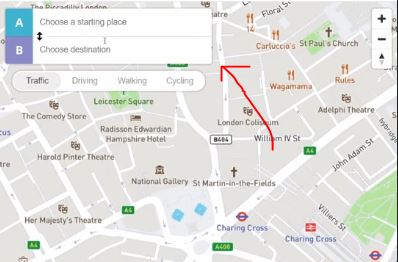 The Piccadilly London
Floral St
A Choose a starting place
14
Carluccio's
St Paul's Church
B Choose destination
Traffic
Driving
Walking
Cycling
Wagamama
Rules
Leicester Square
Adelphi Theatre
The Comedy Store
London Coliseum
Radisson Edwardian
Hampshire Hotel
B404
William IV St
A4
John Adam St
Harold Pinter Theatre
National Gallery
St Martin-in-the-Fields
Villiers St
Her Majesty's Theatre
A4
Charing Cross
Charing
Cross
A4
A400